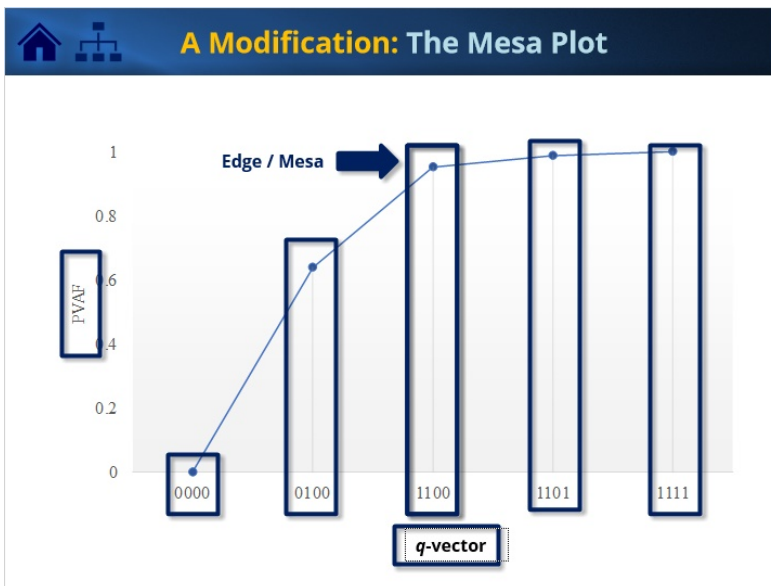 A Modification: The Mesa Plot
Edge / Mesa
1
0.8
0.6
0.4
0.2
0
PVAF
0000 0100 1100 1101 1111
q-vector